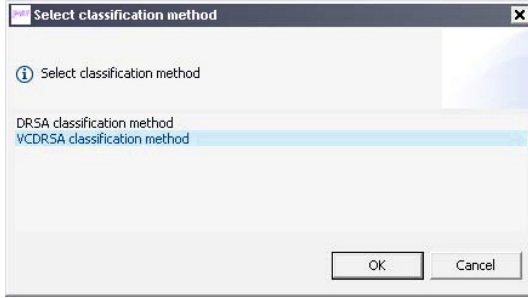 Select classification method
Select classification method
DRSA classification method
VCDRSA classification method
OK
Cancel